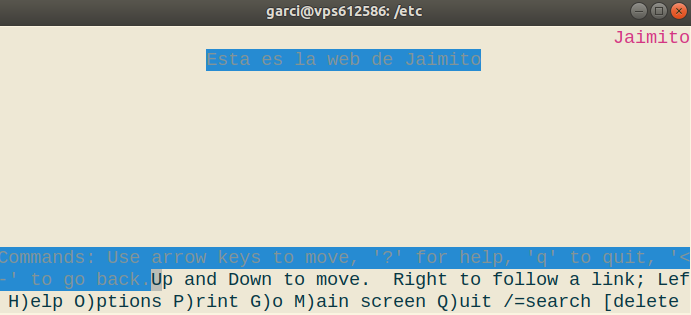 garci@vps612586: /etc
Jaimito
Esta es la web de Jaimito
Commands: Use arrow keys to move, '?' for help, 'q' to quit, '<
-' to go back.Up and Down to move.  Right to follow a link; Lef
H)elp O)ptions P)rint G)o M)ain screen Q)uit /=search [delete